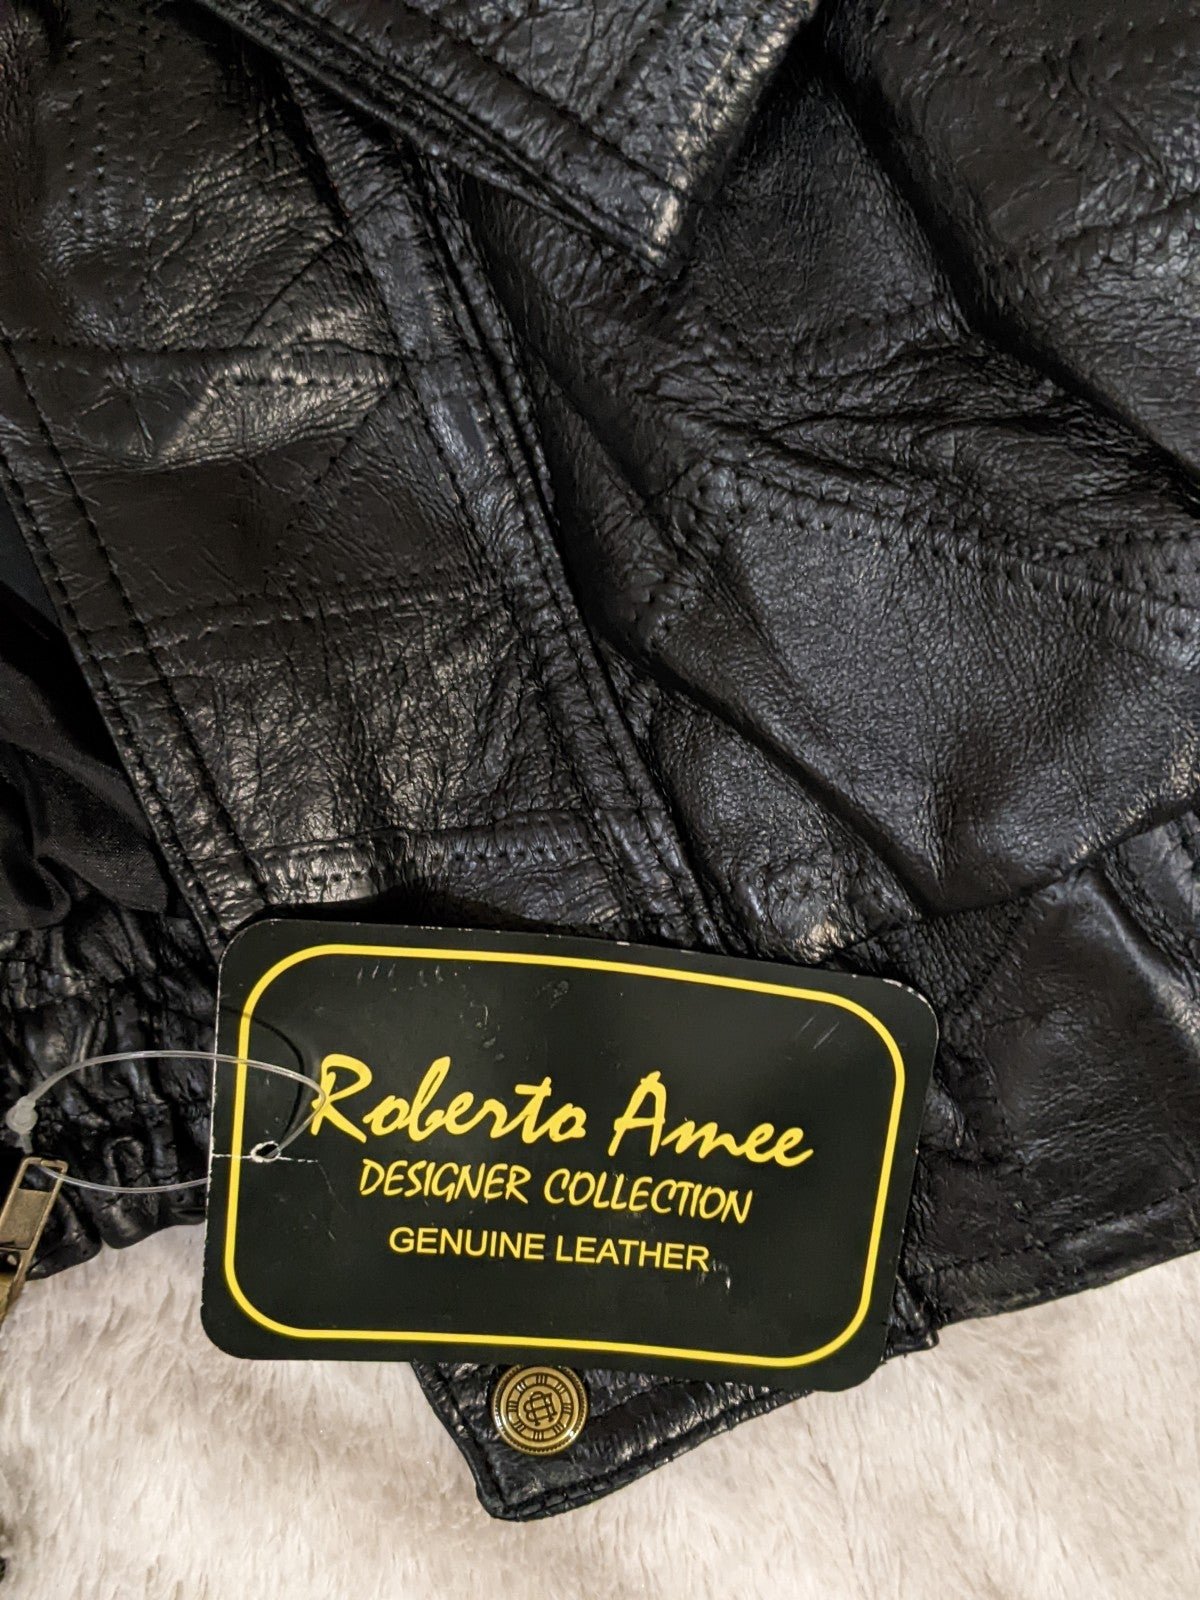 Roberto Amee
DESIGNER COLLECTION
GENUINE LEATHER